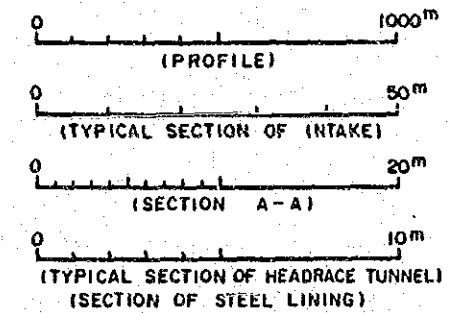 0 1000m
(PROFILE)
0 50m
(TYPICAL SECTION OF INTAKE)
0 20m
(SECTION A-A)
0 10m
(TYPICAL SECTION OF HEADRACE TUNNEL)
(SECTION OF STEEL LINING)